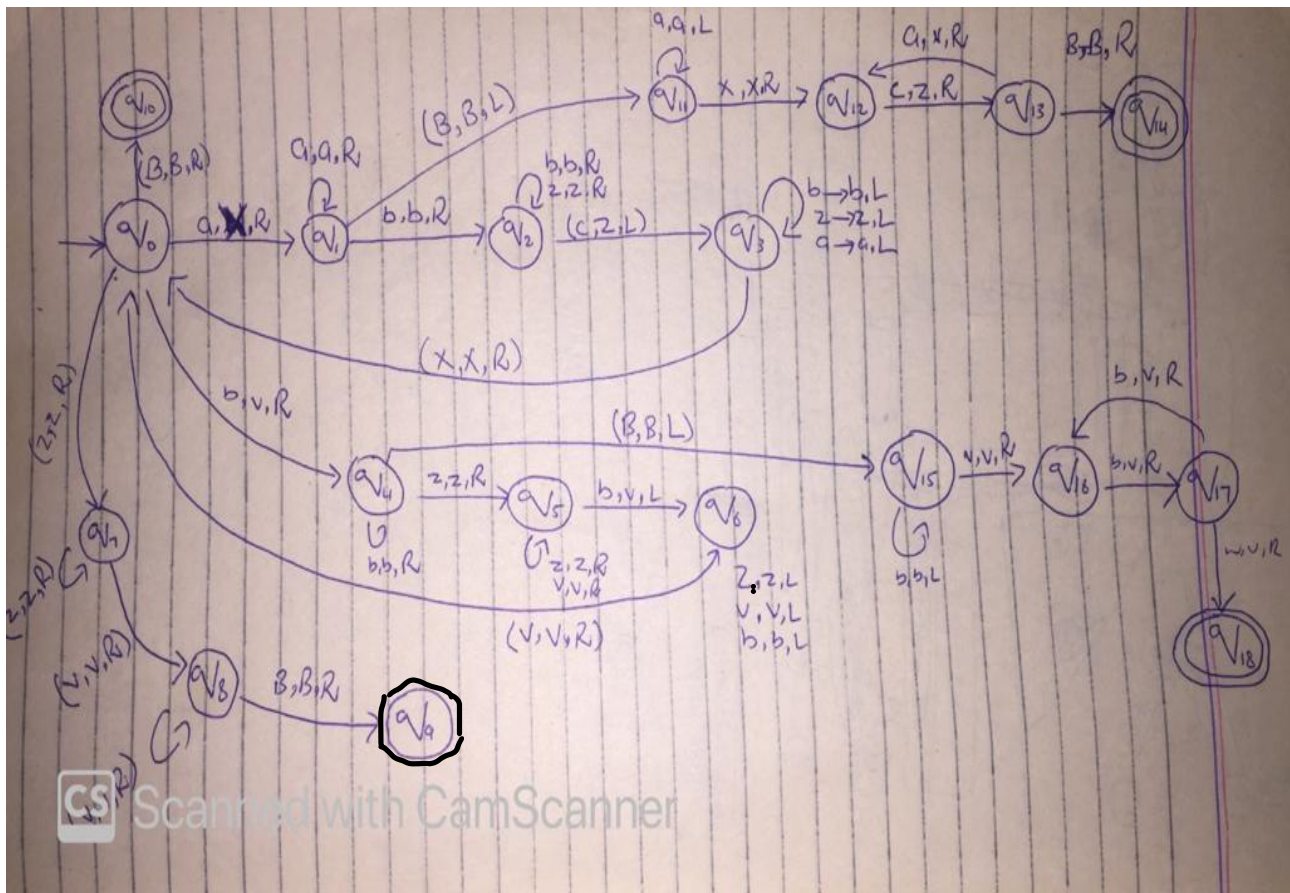 a,a,L
a,x,R
B,B,R
q10
q11
x,x,R
q12
c,z,R
q13
q14
(B,B,L)
(B,B,R)
a,a,R
b,b,R
z,z,R
q0
a,X,R
q1
b,b,R
q2
(c,z,L)
q3
b→b,L
z→z,L
a→a,L
(x,x,R)
(z,z,R)
b,v,R
b,v,R
(B,B,L)
q4
z,z,R
q5
b,v,L
q6
q15
v,v,R
q16
b,v,R
q17
b,b,R
z,z,R
v,v,R
z,z,L
v,v,L
b,b,L
b,b,L
q7
(z,z,R)
(v,v,R)
q18
(v,v,R)
q8
B,B,R
q9
CS Scanned with CamScanner